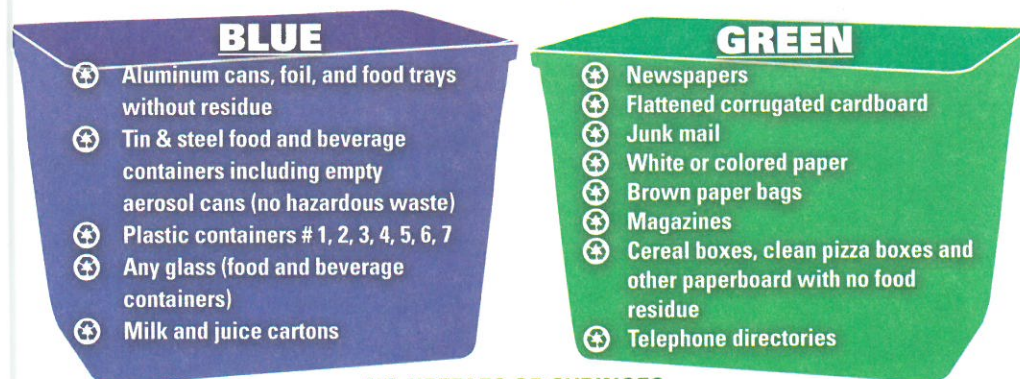 BLUE
Aluminum cans, foil, and food trays
without residue
Tin & steel food and beverage
containers including empty
aerosol cans (no hazardous waste)
Plastic containers # 1, 2, 3, 4, 5, 6, 7
Any glass (food and beverage
containers)
Milk and juice cartons
GREEN
Newspapers
Flattened corrugated cardboard
Junk mail
White or colored paper
Brown paper bags
Magazines
Cereal boxes, clean pizza boxes and
other paperboard with no food
residue
Telephone directories